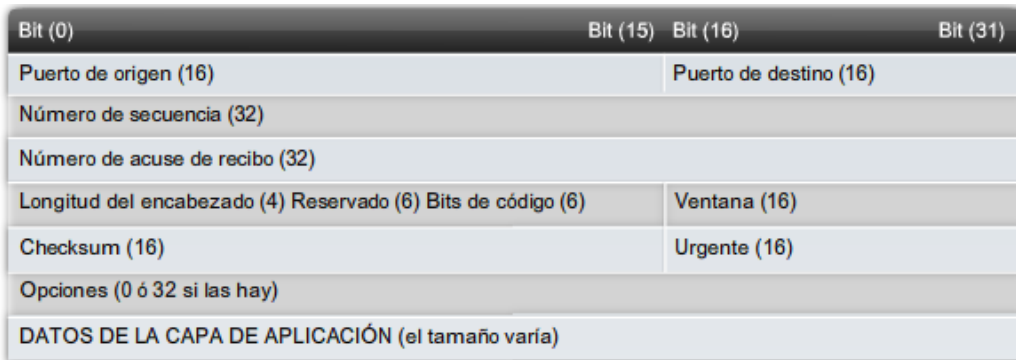 Bit (0) Bit (15) Bit (16) Bit (31)
Puerto de origen (16) Puerto de destino (16)
Número de secuencia (32)
Número de acuse de recibo (32)
Longitud del encabezado (4) Reservado (6) Bits de código (6) Ventana (16)
Checksum (16) Urgente (16)
Opciones (0 ó 32 si las hay)
DATOS DE LA CAPA DE APLICACIÓN (el tamaño varía)